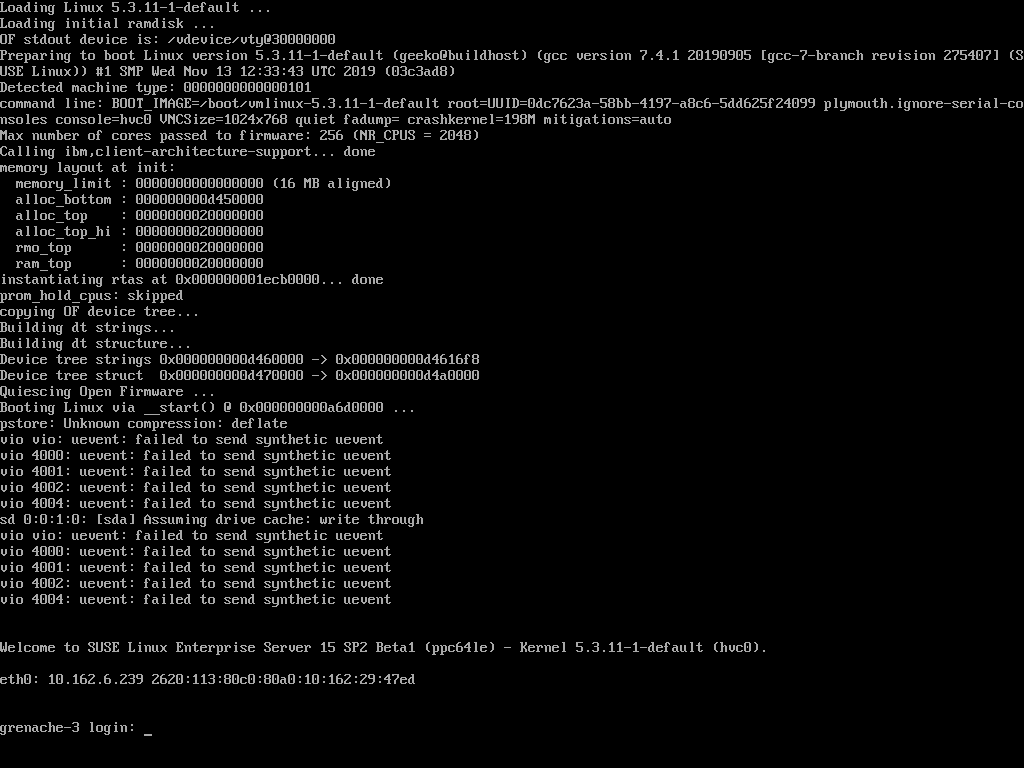 Loading Linux 5.3.11-1-default ...
Loading initial ramdisk ...
OF stdout device is: /vdevice/vty@30000000
Preparing to boot Linux version 5.3.11-1-default (geeko@buildhost) (gcc version 7.4.1 20190905 [gcc-7-branch revision 275407] (S
USE Linux)) #1 SMP Wed Nov 13 12:33:43 UTC 2019 (03c3ad8)
Detected machine type: 0000000000000101
command line: BOOT_IMAGE=/boot/vmlinux-5.3.11-1-default root=UUID=0dc7623a-58bb-4197-a8c6-5dd625f24099 plymouth.ignore-serial-co
nsoles console=hvc0 VNCSize=1024x768 quiet fadump= crashkernel=198M mitigations=auto
Max number of cores passed to firmware: 256 (NR_CPUS = 2048)
Calling ibm,client-architecture-support... done
memory layout at init:
  memory_limit : 0000000000000000 (16 MB aligned)
  alloc_bottom : 000000000d450000
  alloc_top    : 0000000020000000
  alloc_top_hi : 0000000020000000
  rmo_top      : 0000000020000000
  ram_top      : 0000000020000000
instantiating rtas at 0x000000001ecb0000... done
prom_hold_cpus: skipped
copying OF device tree...
Building dt strings...
Building dt structure...
Device tree strings 0x000000000d460000 -> 0x000000000d4616f8
Device tree struct  0x000000000d470000 -> 0x000000000d4a0000
Quiescing Open Firmware ...
Booting Linux via __start() @ 0x000000000a6d0000 ...
pstore: Unknown compression: deflate
vio vio: uevent: failed to send synthetic uevent
vio 4000: uevent: failed to send synthetic uevent
vio 4001: uevent: failed to send synthetic uevent
vio 4002: uevent: failed to send synthetic uevent
vio 4004: uevent: failed to send synthetic uevent
sd 0:0:1:0: [sda] Assuming drive cache: write through
vio vio: uevent: failed to send synthetic uevent
vio 4000: uevent: failed to send synthetic uevent
vio 4001: uevent: failed to send synthetic uevent
vio 4002: uevent: failed to send synthetic uevent
vio 4004: uevent: failed to send synthetic uevent
Welcome to SUSE Linux Enterprise Server 15 SP2 Beta1 (ppc64le) - Kernel 5.3.11-1-default (hvc0).
eth0: 10.162.6.239 2620:113:80c0:80a0:10:162:29:47ed
grenache-3 login: _